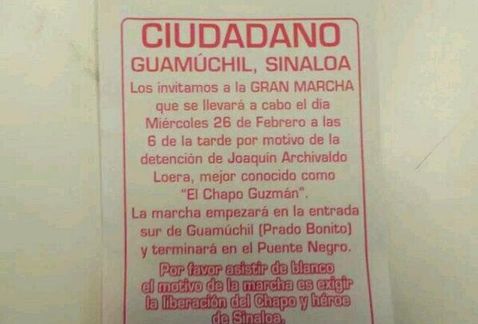 CIUDADANO
GUAMÚCHIL, SINALOA
Los invitamos a la GRAN MARCHA
que se llevará a cabo el día
Miércoles 26 de Febrero a las
6 de la tarde por motivo de la
detención de Joaquín Archivaldo
Loera, mejor conocido como
"El Chapo Guzmán".
La marcha empezará en la entrada
sur de Guamúchil (Prado Bonito)
y terminará en el Puente Negro.
Por favor asistir de blanco
el motivo de la marcha es exigir
la liberación del Chapo y héroe
de Sinaloa.